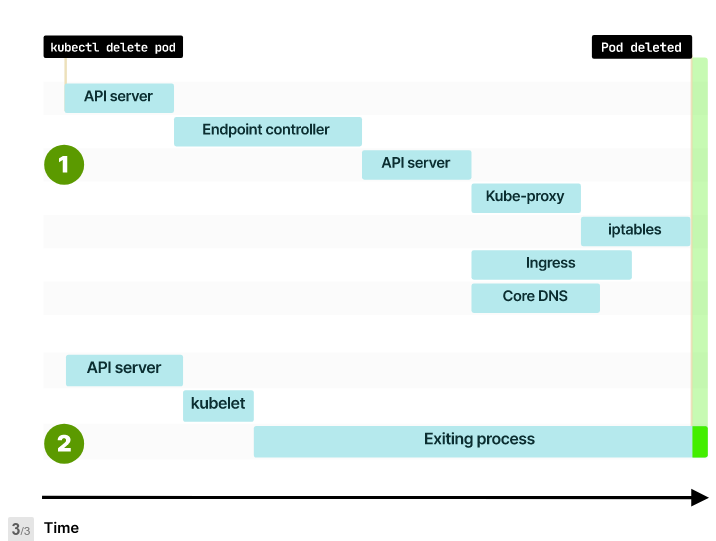 kubectl delete pod
Pod deleted
API server
Endpoint controller
1
API server
Kube-proxy
iptables
Ingress
Core DNS
API server
kubelet
2
Exiting process
3/3
Time